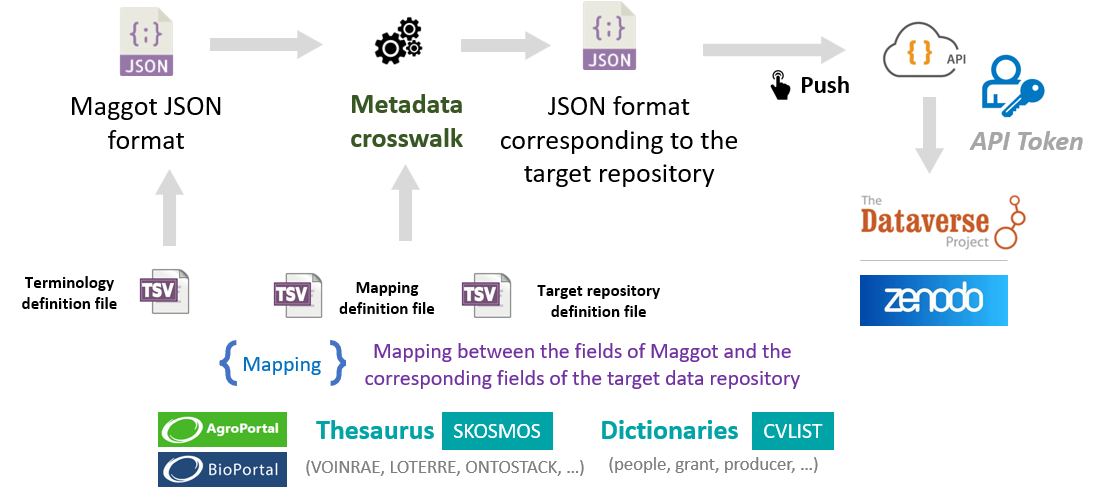 {;}
JSON
Maggot JSON
format
Metadata
crosswalk
{;}
JSON
JSON format
corresponding to the
target repository
Push
{ }
API
API Token
The
Dataverse
Project
zenodo
Terminology
definition file
TSV
TSV
Mapping
definition file
TSV
Target repository
definition file
{ Mapping }
Mapping between the fields of Maggot and the
corresponding fields of the target data repository
AgroPortal
BioPortal
Thesaurus SKOSMOS
(VOINRAE, LOTERRE, ONTOSTACK, ...)
Dictionaries CVLIST
(people, grant, producer, ...)